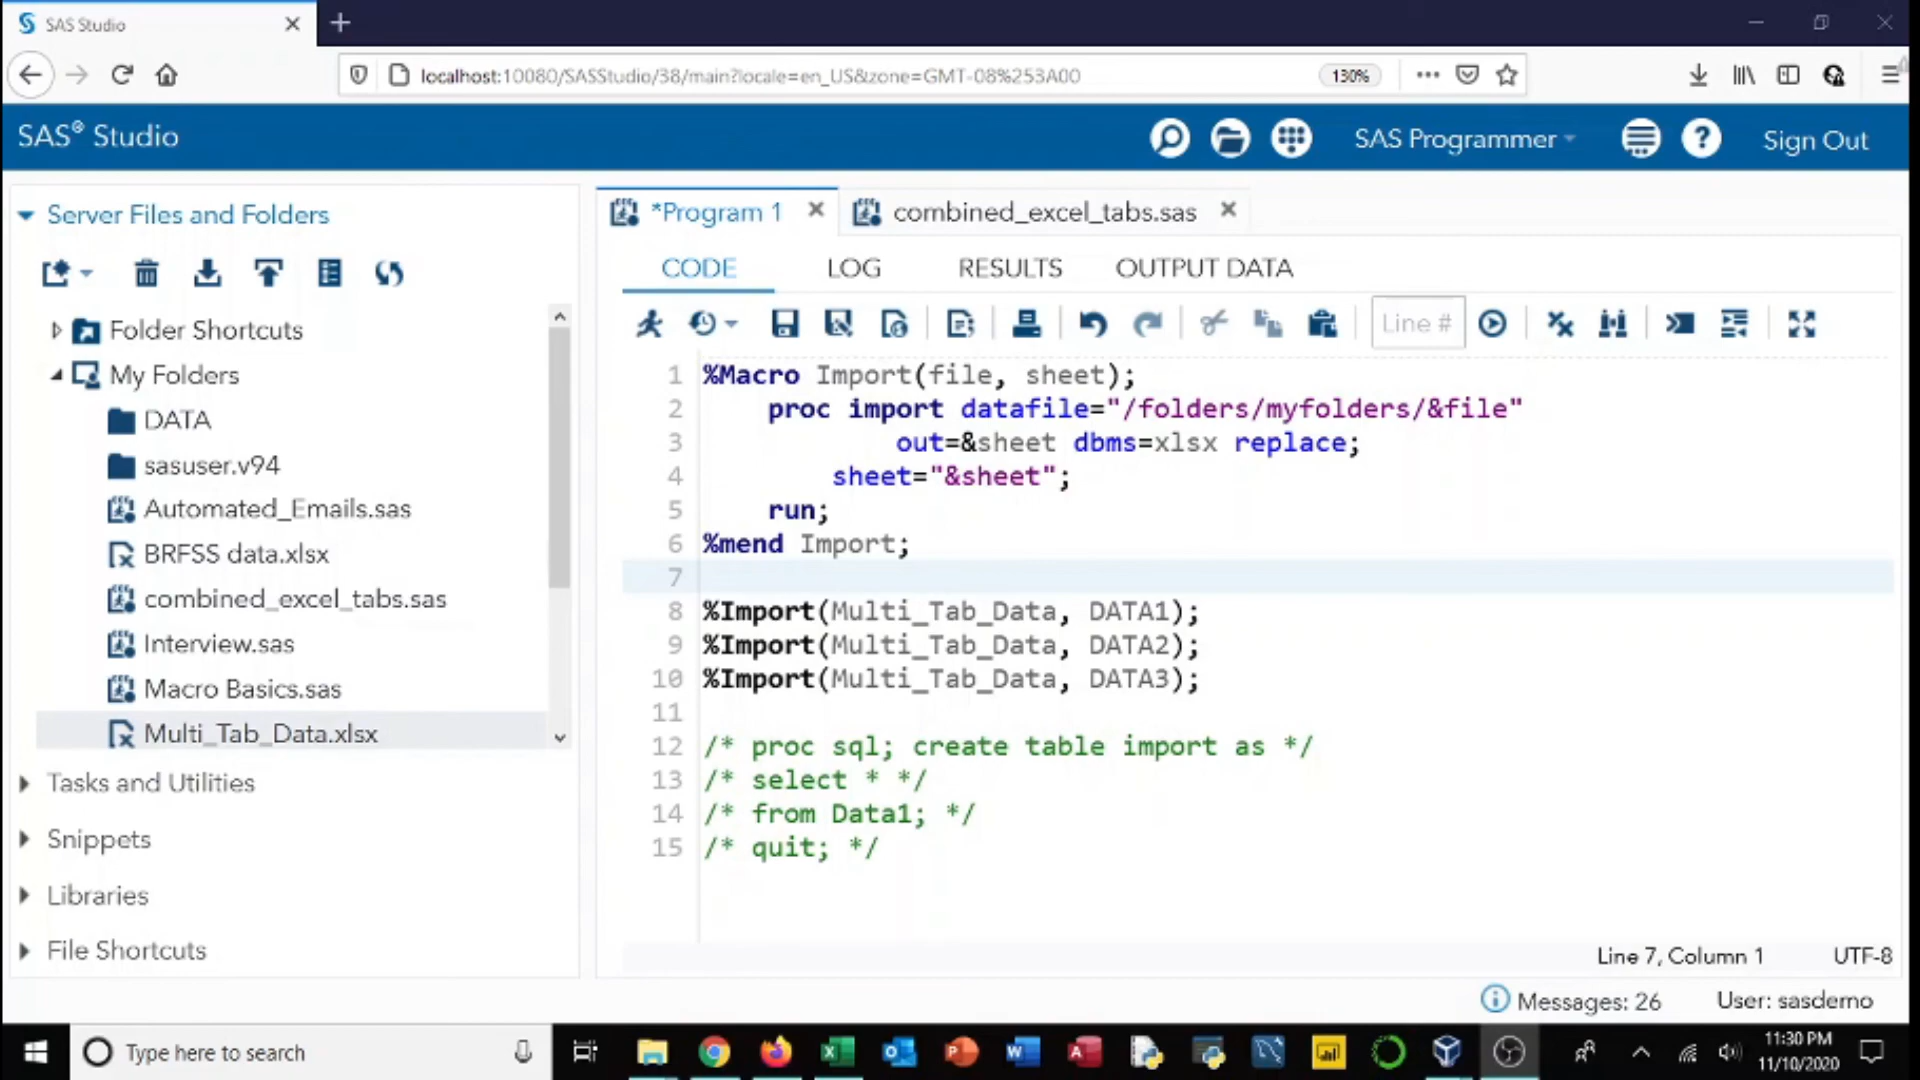 SAS Studio
localhost:10080/SASStudio/38/main?locale=en_US&zone=GMT-08%253A00
130%
SAS® Studio
SAS Programmer
Sign Out
Server Files and Folders
Folder Shortcuts
My Folders
DATA
sasuser.v94
Automated_Emails.sas
BRFSS data.xlsx
combined_excel_tabs.sas
Interview.sas
Macro Basics.sas
Multi_Tab_Data.xlsx
Tasks and Utilities
Snippets
Libraries
File Shortcuts
*Program 1
combined_excel_tabs.sas
CODE LOG RESULTS OUTPUT DATA
Line #
1 %Macro Import(file, sheet);
2 proc import datafile="/folders/myfolders/&file"
3 out=&sheet dbms=xlsx replace;
4 sheet="&sheet";
5 run;
6 %mend Import;
7
8 %Import(Multi_Tab_Data, DATA1);
9 %Import(Multi_Tab_Data, DATA2);
10 %Import(Multi_Tab_Data, DATA3);
11
12 /* proc sql; create table import as */
13 /* select * */
14 /* from Data1; */
15 /* quit; */
Line 7, Column 1
UTF-8
Messages: 26
User: sasdemo
Type here to search
11:30 PM
11/10/2020